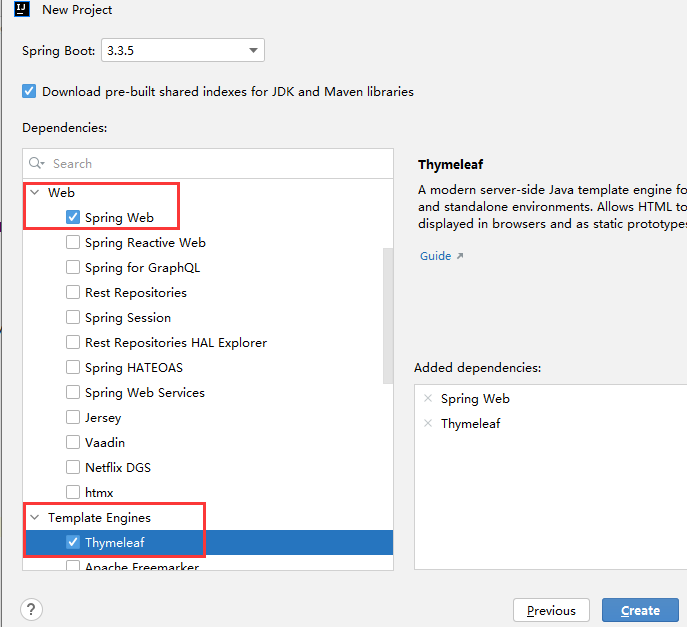 IJ New Project
Spring Boot: 3.3.5
Download pre-built shared indexes for JDK and Maven libraries
Dependencies:
Search
Web
Spring Web
Spring Reactive Web
Spring for GraphQL
Rest Repositories
Spring Session
Rest Repositories HAL Explorer
Spring HATEOAS
Spring Web Services
Jersey
Vaadin
Netflix DGS
htmx
Template Engines
Thymeleaf
Apache Freemarker
Thymeleaf
A modern server-side Java template engine fo
and standalone environments. Allows HTML to
displayed in browsers and as static prototypes
Guide ↗
Added dependencies:
× Spring Web
× Thymeleaf
?
Previous
Create